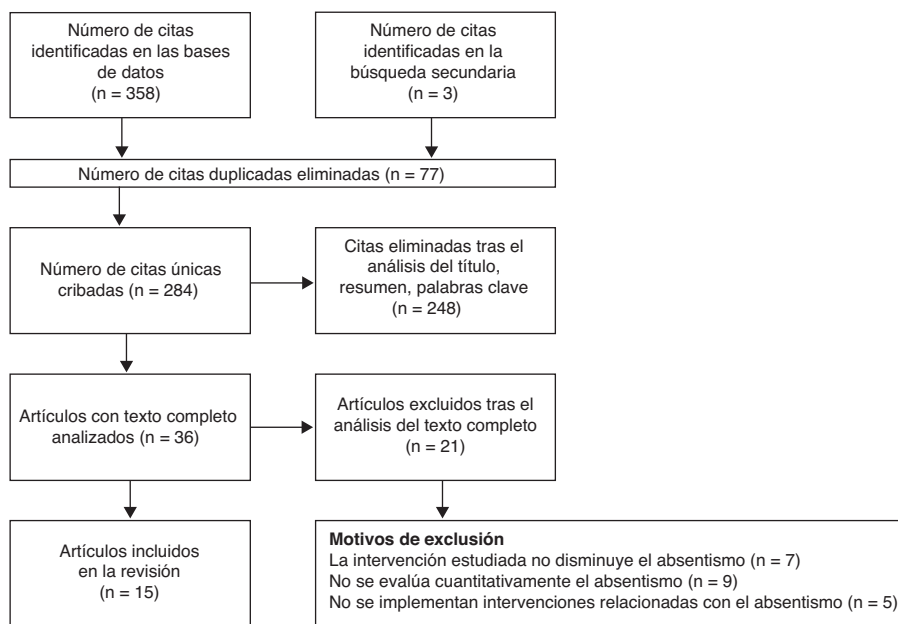 Número de citas
identificadas en las bases
de datos
(n = 358)
Número de citas
identificadas en la
búsqueda secundaria
(n = 3)
Número de citas duplicadas eliminadas (n = 77)
Número de citas únicas
cribadas (n = 284)
Citas eliminadas tras el
análisis del título,
resumen, palabras clave
(n = 248)
Artículos con texto completo
analizados (n = 36)
Artículos excluidos tras el
análisis del texto completo
(n = 21)
Artículos incluidos
en la revisión
(n = 15)
Motivos de exclusión
La intervención estudiada no disminuye el absentismo (n = 7)
No se evalúa cuantitativamente el absentismo (n = 9)
No se implementan intervenciones relacionadas con el absentismo (n = 5)